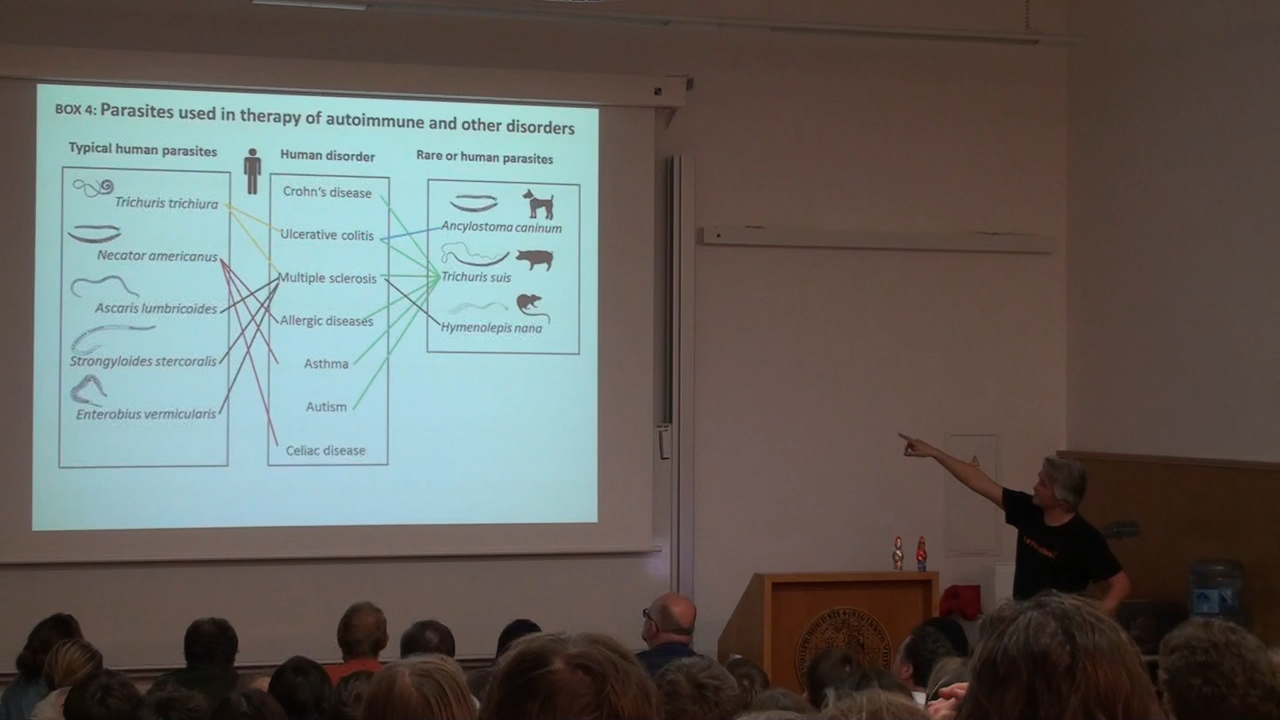 BOX 4: Parasites used in therapy of autoimmune and other disorders
Typical human parasites
Human disorder
Rare or human parasites
Trichuris trichiura
Necator americanus
Ascaris lumbricoides
Strongyloides stercoralis
Enterobius vermicularis
Crohn's disease
Ulcerative colitis
Multiple sclerosis
Allergic diseases
Asthma
Autism
Celiac disease
Ancylostoma caninum
Trichuris suis
Hymenolepis nana